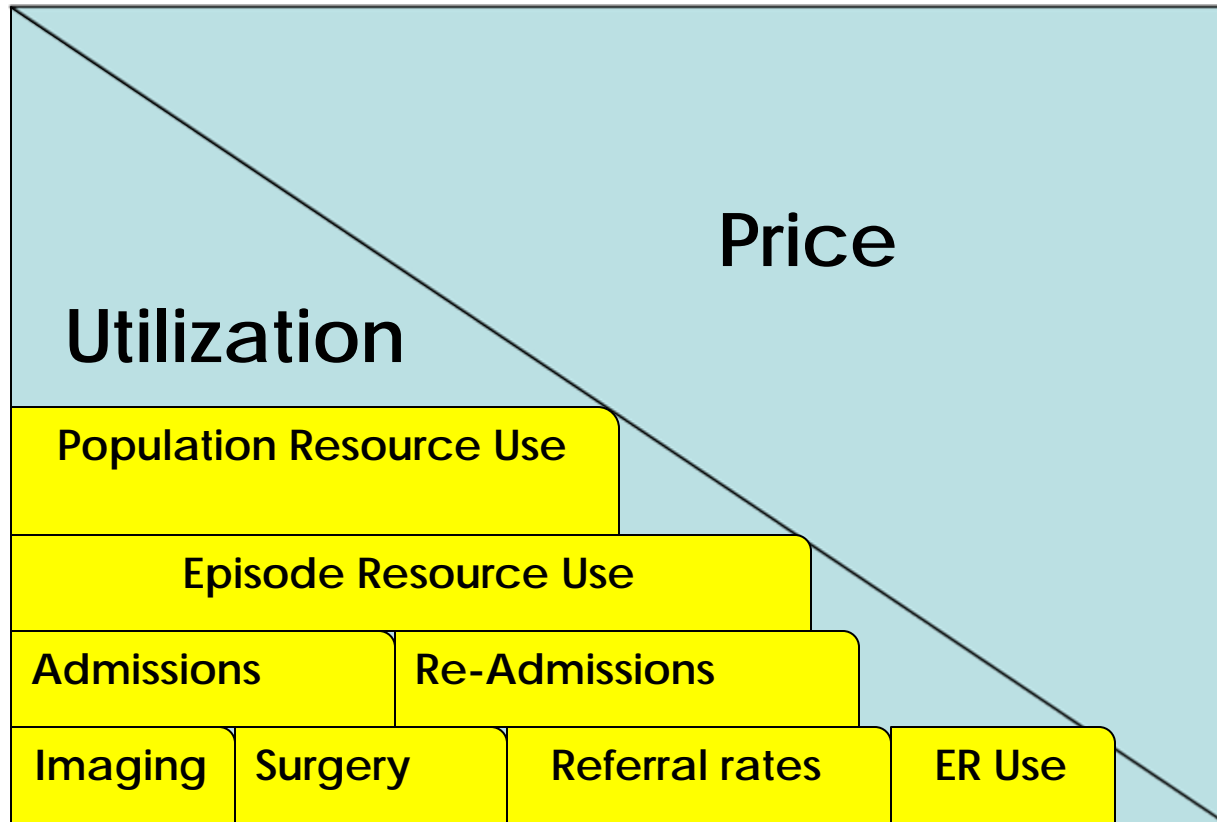 Price
Utilization
Population Resource Use
Episode Resource Use
Admissions
Re-Admissions
Imaging
Surgery
Referral rates
ER Use